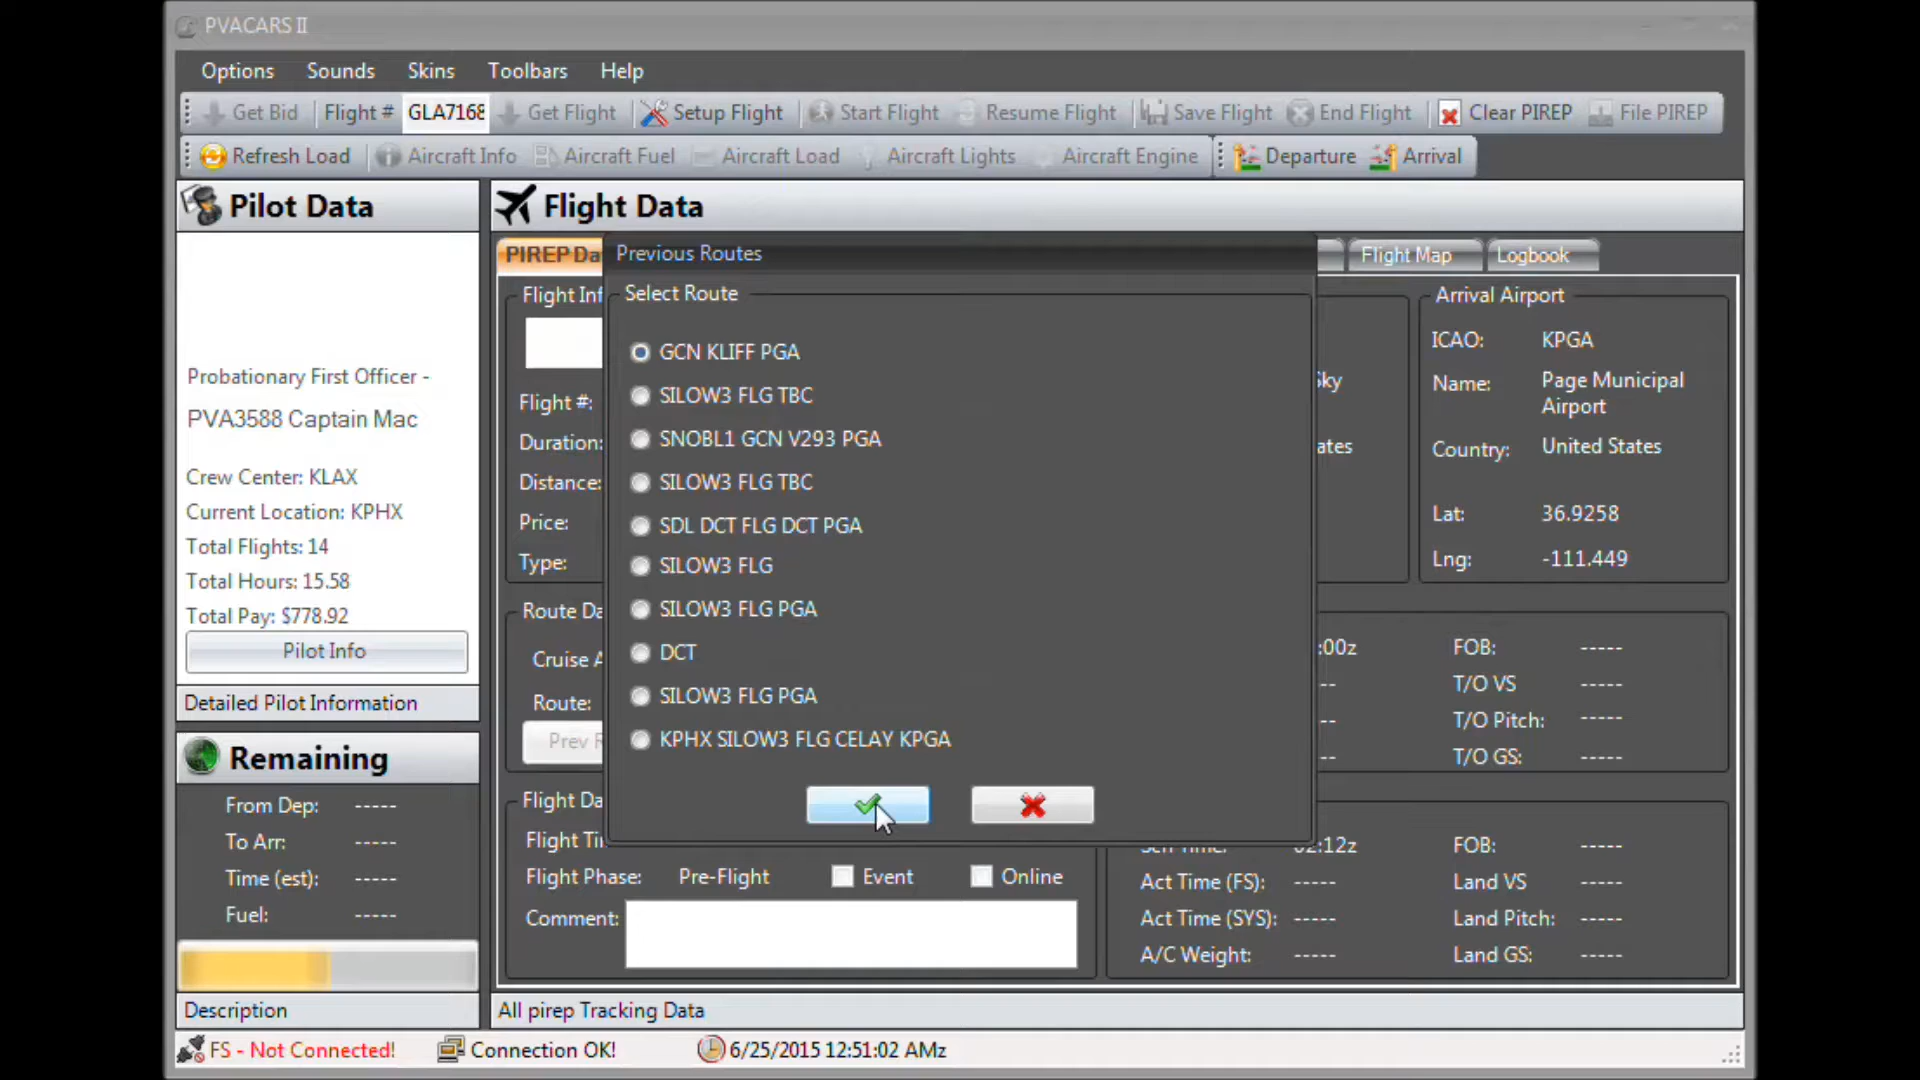 PVACARS II
Options Sounds Skins Toolbars Help
Get Bid Flight # GLA7168 Get Flight Setup Flight Start Flight Resume Flight Save Flight End Flight Clear PIREP File PIREP
Refresh Load Aircraft Info Aircraft Fuel Aircraft Load Aircraft Lights Aircraft Engine Departure Arrival
Pilot Data
Probationary First Officer -
PVA3588 Captain Mac
Crew Center: KLAX
Current Location: KPHX
Total Flights: 14
Total Hours: 15.58
Total Pay: $778.92
Pilot Info
Detailed Pilot Information
Remaining
From Dep: -----
To Arr: -----
Time (est): -----
Fuel: -----
Description
Flight Data
PIREP Da
Flight Map
Logbook
Flight Inf
Flight #:
Duration:
Distance:
Price:
Type:
Route Da
Cruise A
Route:
Prev R
Flight Da
Flight Ti
Flight Phase: Pre-Flight Event Online
Comment:
Previous Routes
Select Route
GCN KLIFF PGA
SILOW3 FLG TBC
SNOBL1 GCN V293 PGA
SILOW3 FLG TBC
SDL DCT FLG DCT PGA
SILOW3 FLG
SILOW3 FLG PGA
DCT
SILOW3 FLG PGA
KPHX SILOW3 FLG CELAY KPGA
Sky
ates
Arrival Airport
ICAO: KPGA
Name: Page Municipal
Airport
Country: United States
Lat: 36.9258
Lng: -111.449
:00z FOB: -----
-- T/O VS -----
-- T/O Pitch: -----
-- T/O GS: -----
Sch Time: 02:12z FOB: -----
Act Time (FS): ----- Land VS -----
Act Time (SYS): ----- Land Pitch: -----
A/C Weight: ----- Land GS: -----
All pirep Tracking Data
FS - Not Connected! Connection OK! 6/25/2015 12:51:02 AMz